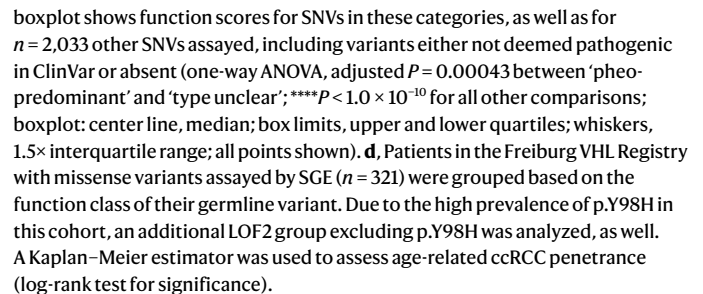 boxplot shows function scores for SNVs in these categories, as well as for
n = 2,033 other SNVs assayed, including variants either not deemed pathogenic
in ClinVar or absent (one-way ANOVA, adjusted P = 0.00043 between ‘pheo-
predominant’ and ‘type unclear’; ****P < 1.0 × 10⁻¹⁰ for all other comparisons;
boxplot: center line, median; box limits, upper and lower quartiles; whiskers,
1.5× interquartile range; all points shown). d, Patients in the Freiburg VHL Registry
with missense variants assayed by SGE (n = 321) were grouped based on the
function class of their germline variant. Due to the high prevalence of p.Y98H in
this cohort, an additional LOF2 group excluding p.Y98H was analyzed, as well.
A Kaplan–Meier estimator was used to assess age-related ccRCC penetrance
(log-rank test for significance).